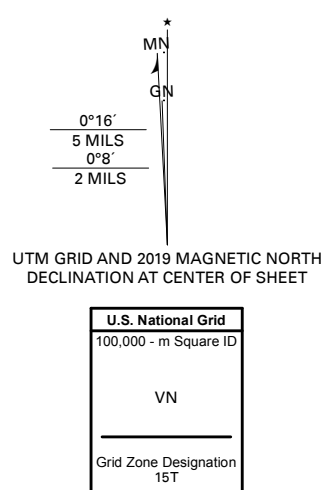 ★
MN
GN
0°16´
5 MILS
0°8´
2 MILS
UTM GRID AND 2019 MAGNETIC NORTH
DECLINATION AT CENTER OF SHEET
U.S. National Grid
100,000 - m Square ID
VN
Grid Zone Designation
15T